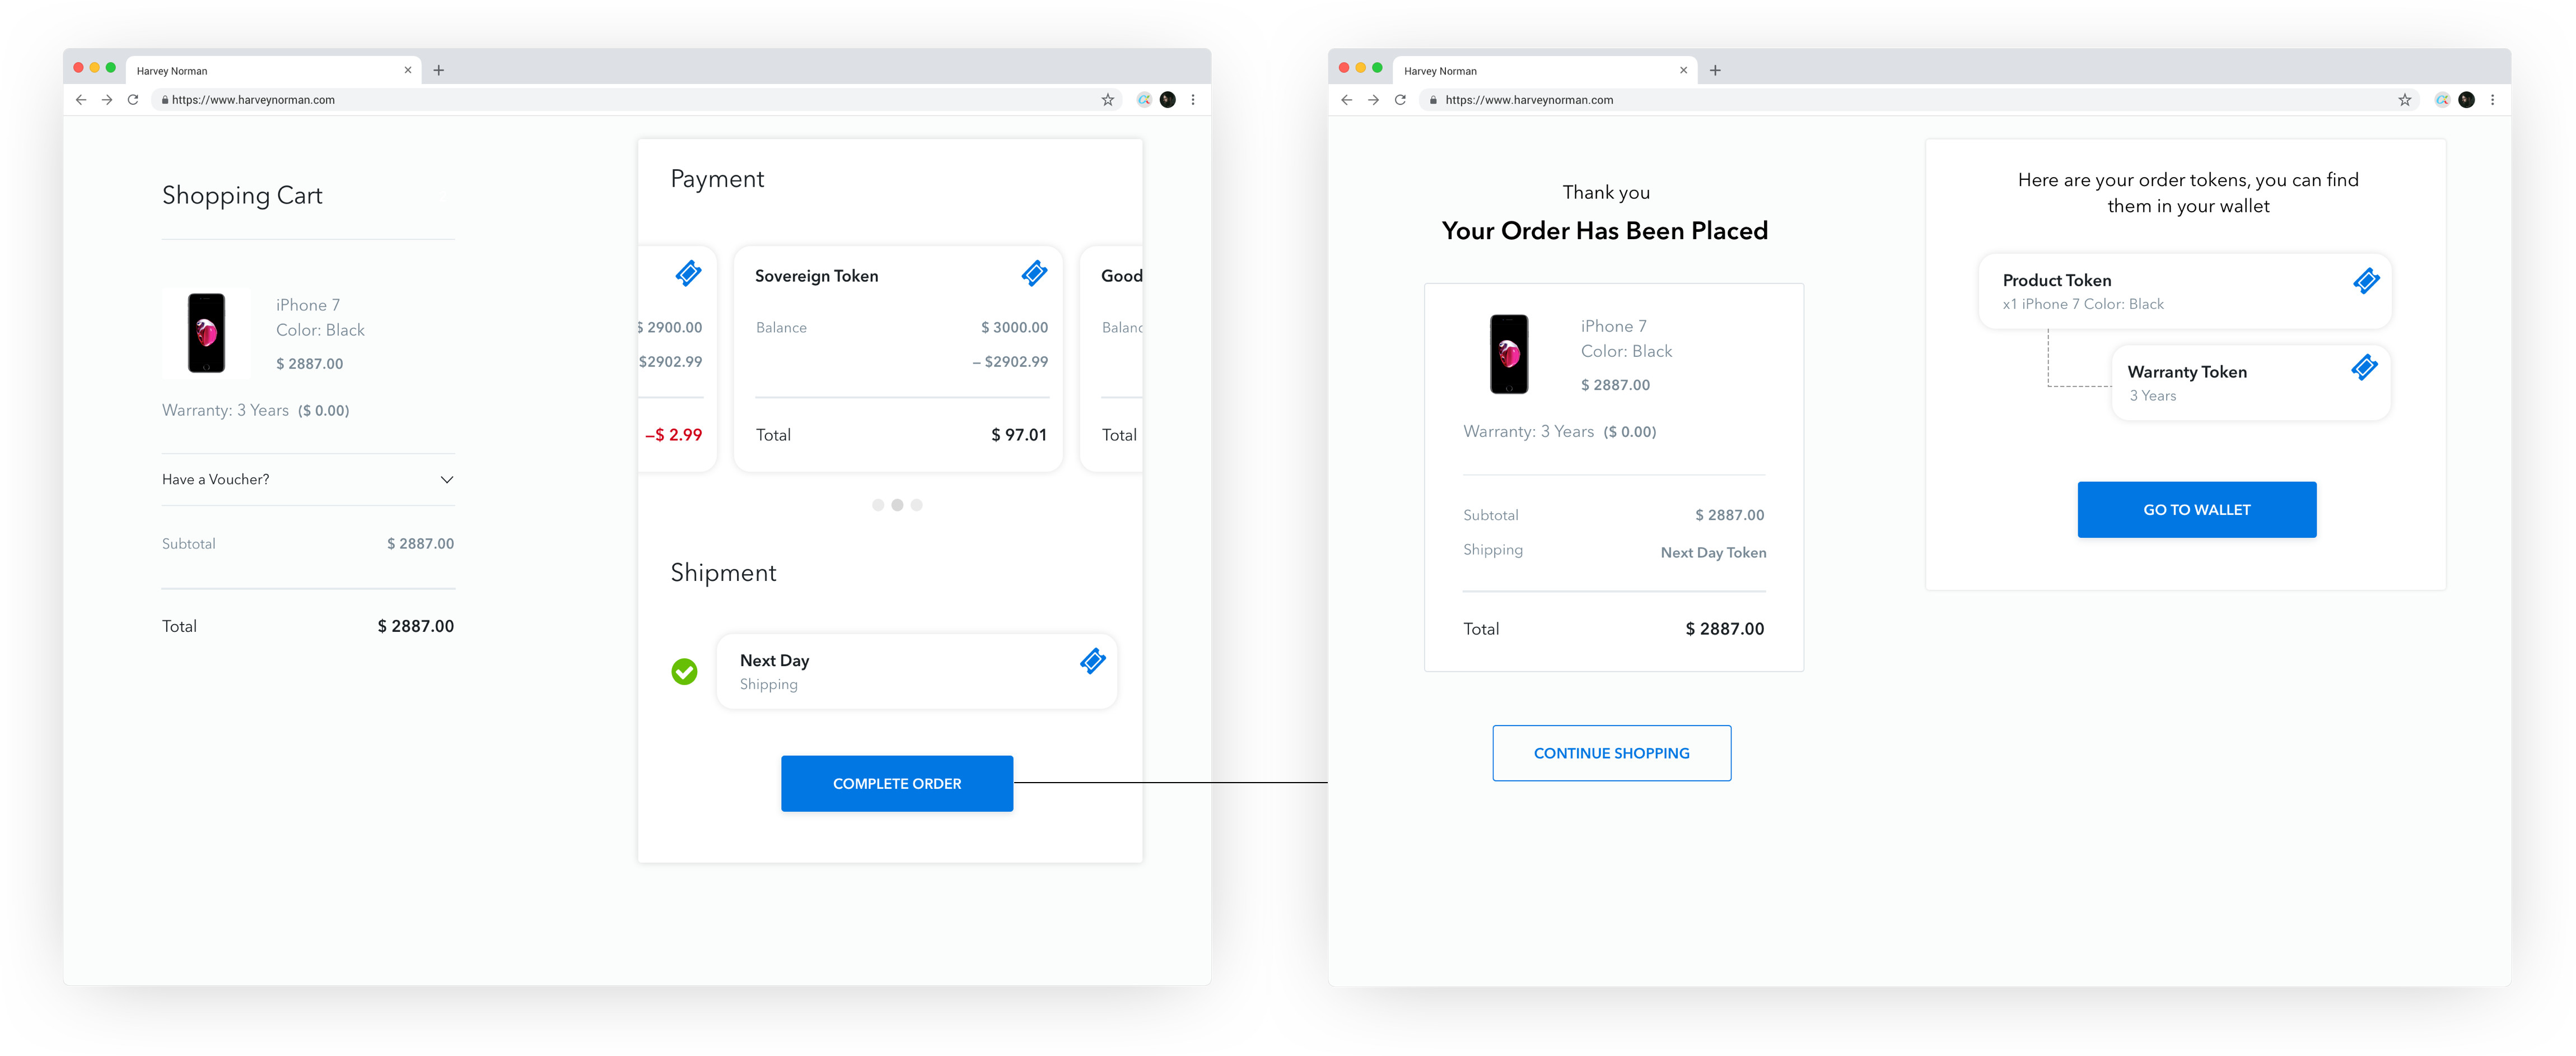 Harvey Norman
https://www.harveynorman.com
Shopping Cart
iPhone 7
Color: Black
$ 2887.00
Warranty: 3 Years ($ 0.00)
Have a Voucher?
Subtotal $ 2887.00
Total $ 2887.00
Payment
$ 2900.00
$2902.99
–$ 2.99
Sovereign Token
Balance $ 3000.00
– $2902.99
Total $ 97.01
Good
Balanc
Total
Shipment
Next Day
Shipping
COMPLETE ORDER
Harvey Norman
https://www.harveynorman.com
Thank you
Your Order Has Been Placed
iPhone 7
Color: Black
$ 2887.00
Warranty: 3 Years ($ 0.00)
Subtotal $ 2887.00
Shipping Next Day Token
Total $ 2887.00
CONTINUE SHOPPING
Here are your order tokens, you can find
them in your wallet
Product Token
x1 iPhone 7 Color: Black
Warranty Token
3 Years
GO TO WALLET